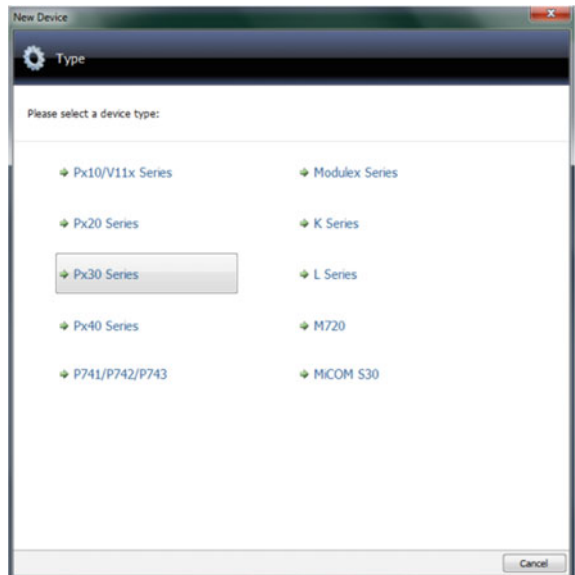 New Device
Type
Please select a device type:
Px10/V11x Series
Modulex Series
Px20 Series
K Series
Px30 Series
L Series
Px40 Series
M720
P741/P742/P743
MiCOM S30
Cancel